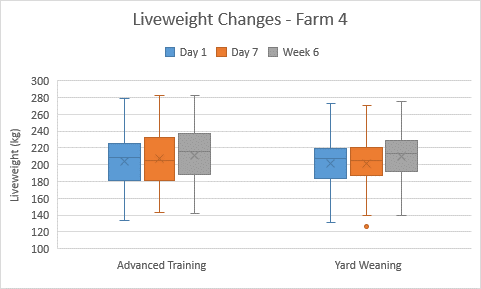 Liveweight Changes - Farm 4
Day 1 Day 7 Week 6
300
280
260
240
220
200
180
160
140
120
100
Liveweight (kg)
Advanced Training Yard Weaning